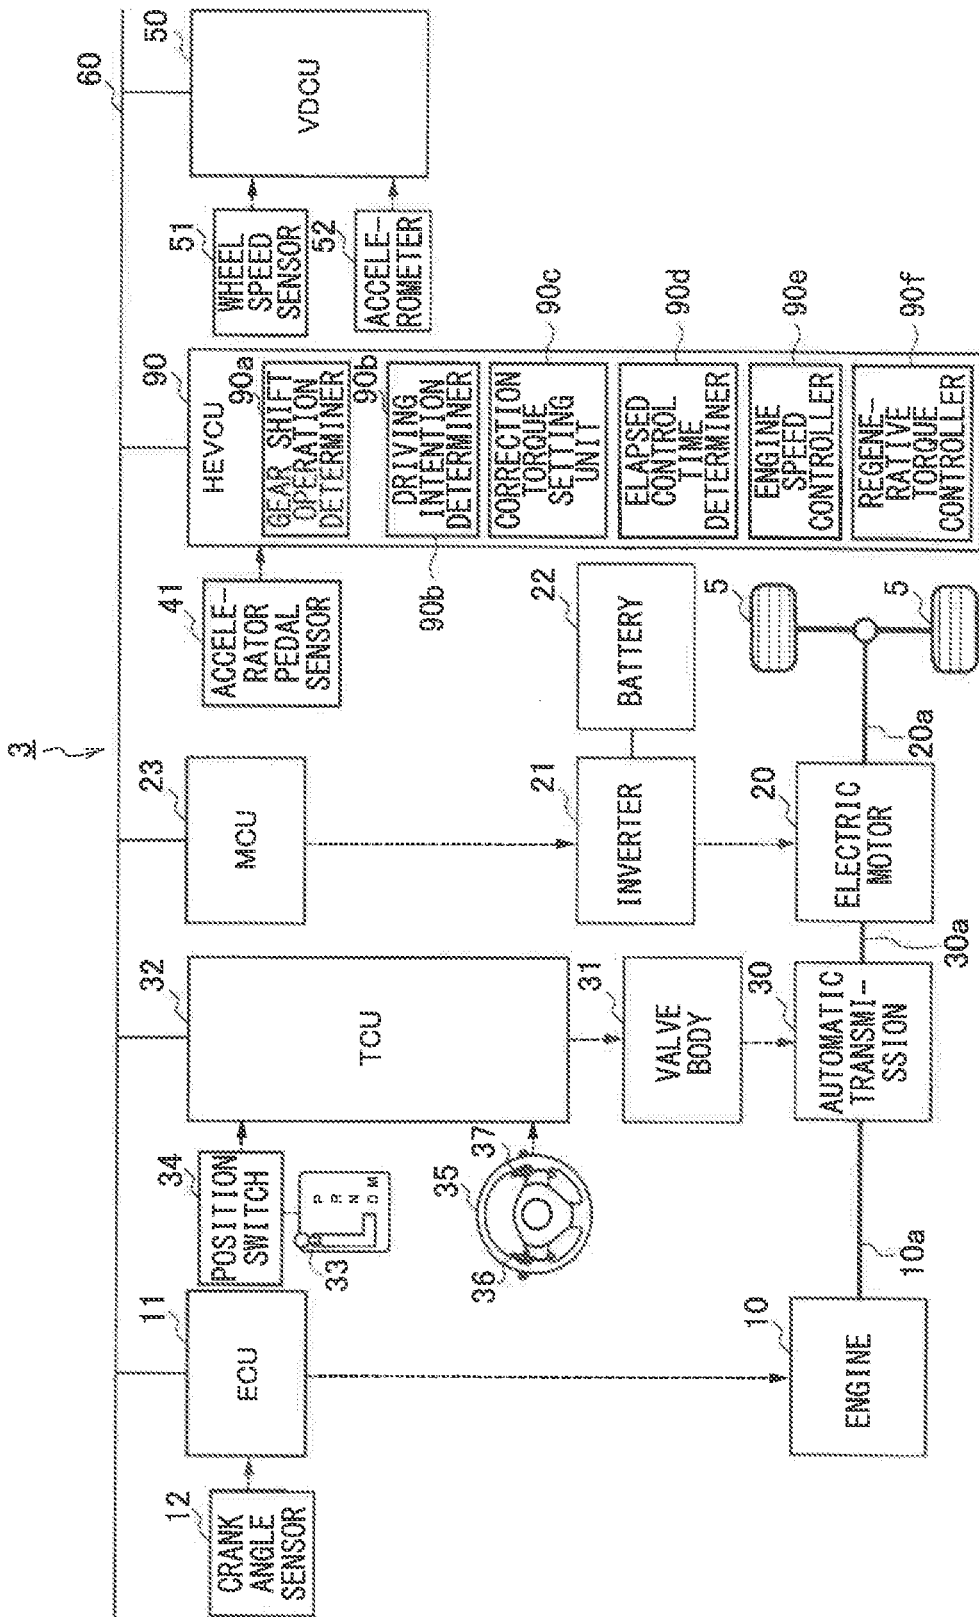 3
60
12
CRANK
ANGLE
SENSOR
11
ECU
34
POSITION
SWITCH
33
P
R
N
D M
35
36
37
32
TCU
23
MCU
41
ACCELE-
RATOR
PEDAL
SENSOR
90
HEVCU
90a
GEAR SHIFT
OPERATION
DETERMINER
90b
DRIVING
INTENTION
DETERMINER
90b
CORRECTION
TORQUE
SETTING
UNIT
90c
ELAPSED
CONTROL
TIME
DETERMINER
90d
ENGINE
SPEED
CONTROLLER
90e
REGENE-
RATIVE
TORQUE
CONTROLLER
90f
51
WHEEL
SPEED
SENSOR
52
ACCELE-
ROMETER
50
VDCU
31
VALVE
BODY
21
INVERTER
22
BATTERY
10
ENGINE
10a
30
AUTOMATIC
TRANSMI-
SSION
30a
20
ELECTRIC
MOTOR
20a
5
5